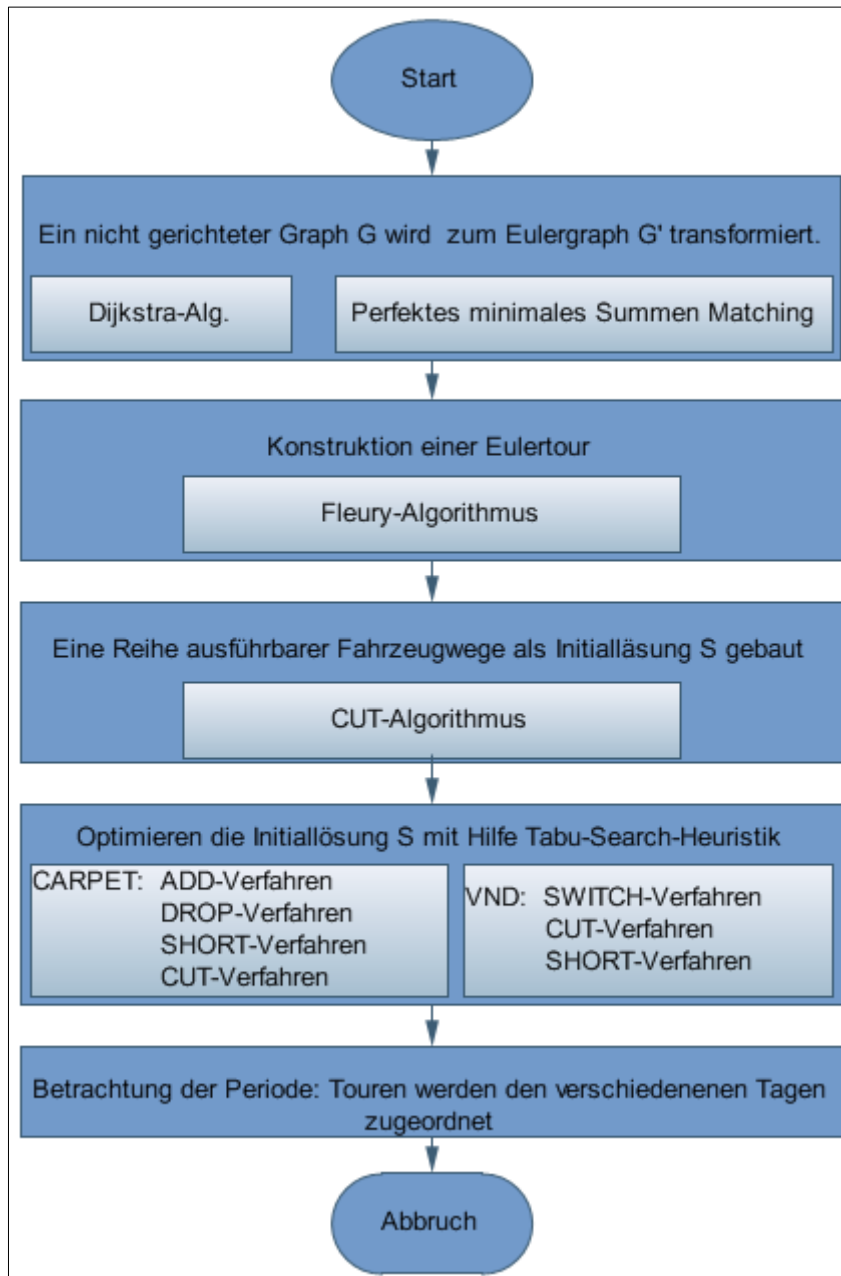 Start
Ein nicht gerichteter Graph G wird zum Eulergraph G' transformiert.
Dijkstra-Alg.
Perfektes minimales Summen Matching
Konstruktion einer Eulertour
Fleury-Algorithmus
Eine Reihe ausführbarer Fahrzeugwege als Initialläsung S gebaut
CUT-Algorithmus
Optimieren die Initiallösung S mit Hilfe Tabu-Search-Heuristik
CARPET: ADD-Verfahren
DROP-Verfahren
SHORT-Verfahren
CUT-Verfahren
VND: SWITCH-Verfahren
CUT-Verfahren
SHORT-Verfahren
Betrachtung der Periode: Touren werden den verschiedenenen Tagen
zugeordnet
Abbruch